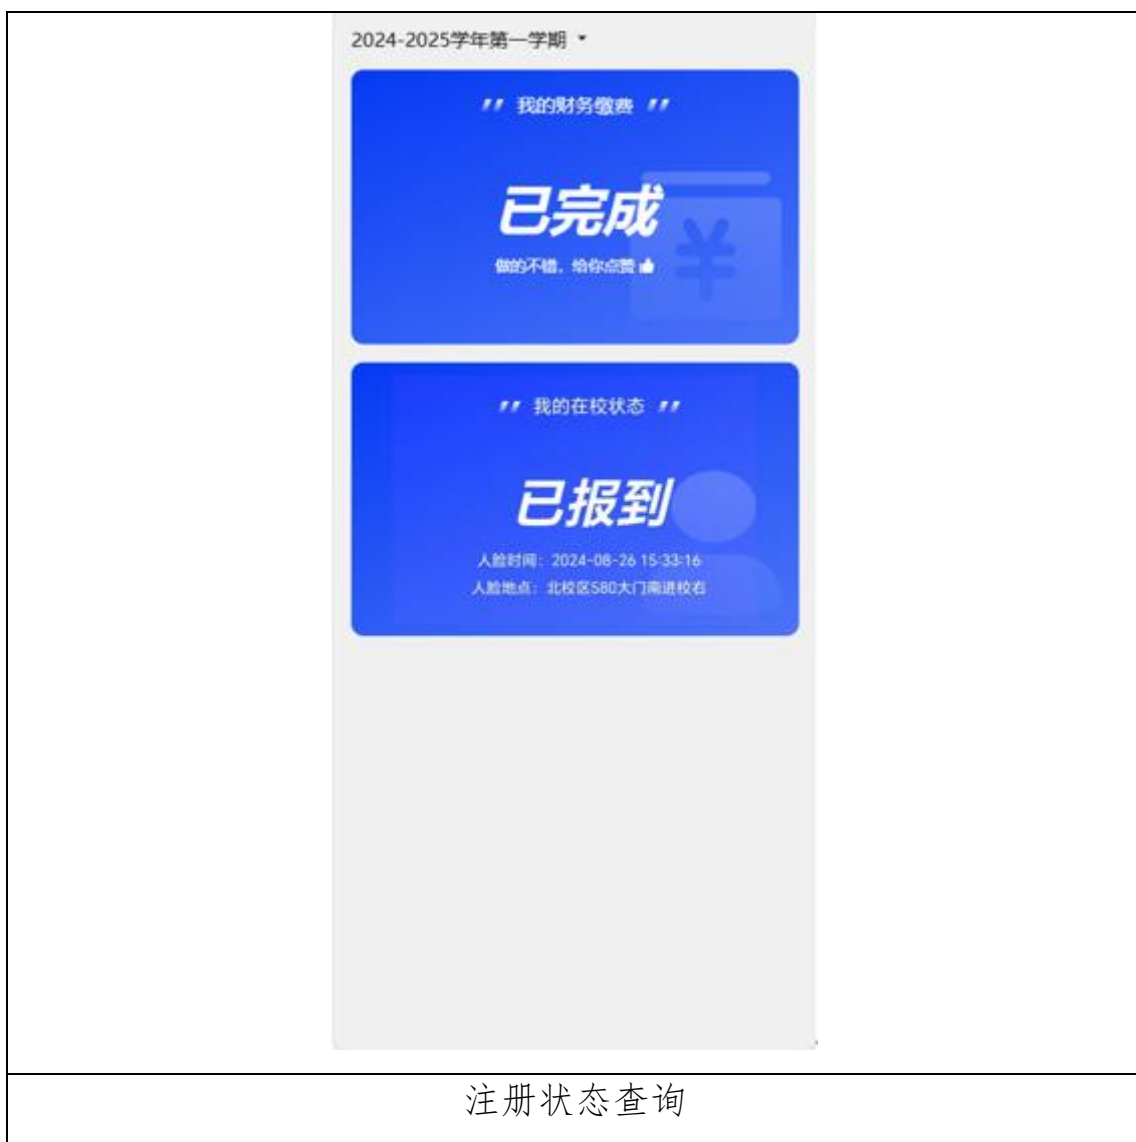 2024-2025学年第一学期
〃 我的财务缴费 〃
已完成
做的不错，给你点赞
〃 我的在校状态 〃
已报到
人脸时间：2024-08-26 15:33:16
人脸地点：北校区580大门南进校右
注册状态查询